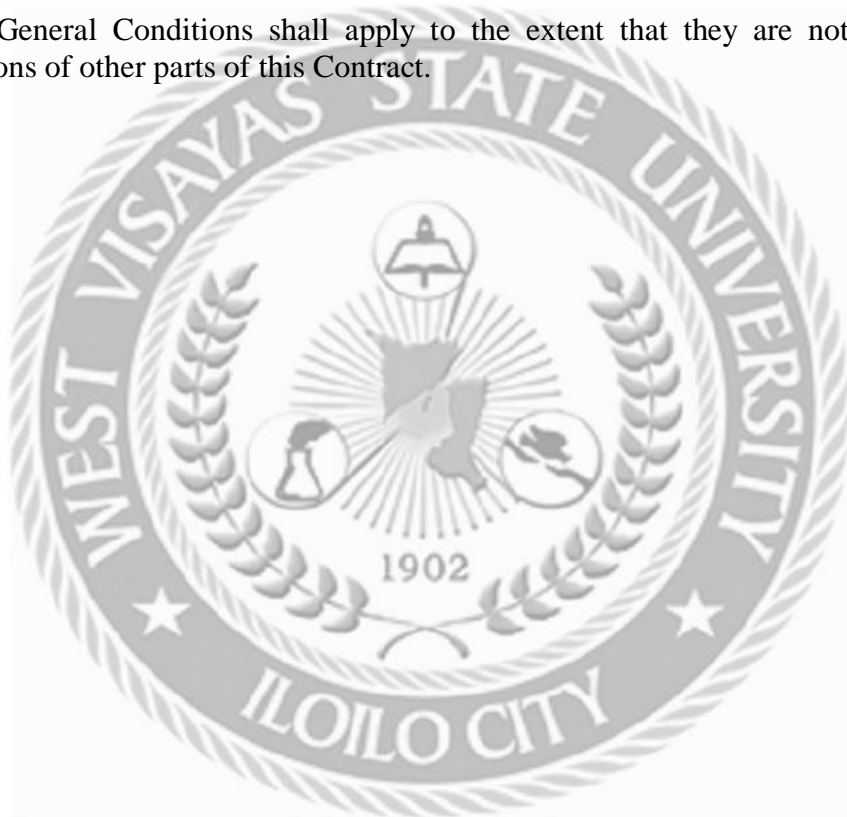 General Conditions shall apply to the extent that they are not
ons of other parts of this Contract.
WEST VISAYAS STATE UNIVERSITY
1902
ILOILO CITY